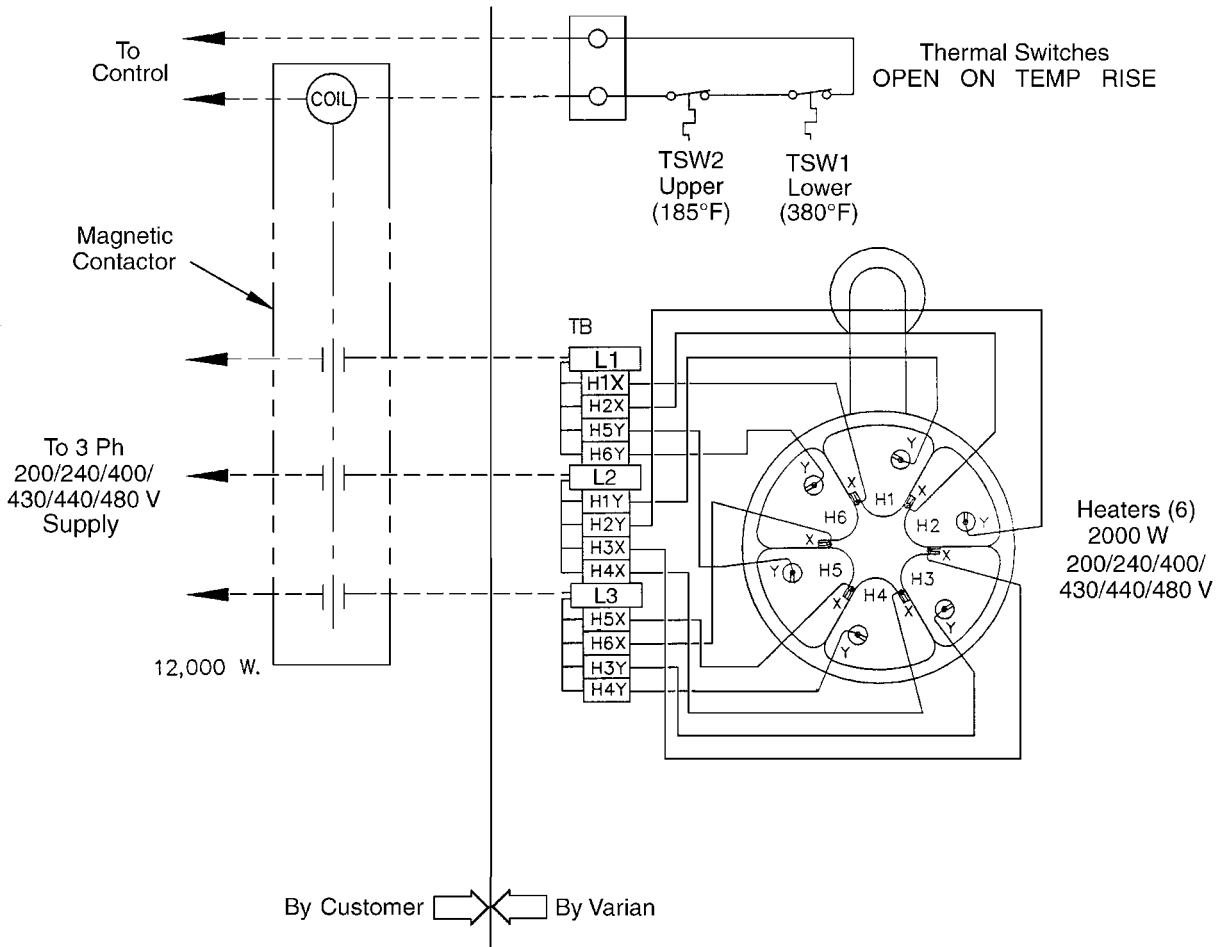 To
Control
COIL
Thermal Switches
OPEN ON TEMP RISE
TSW2
Upper
(185°F)
TSW1
Lower
(380°F)
Magnetic
Contactor
TB
L1
H1X
H2X
H5Y
H6Y
L2
H1Y
H2Y
H3X
H4X
L3
H5X
H6X
H3Y
H4Y
To 3 Ph
200/240/400/
430/440/480 V
Supply
12,000 W.
Y
X
H1
X
Y
H2
X
Y
H3
X
Y
H4
X
Y
H5
X
Y
H6
Heaters (6)
2000 W
200/240/400/
430/440/480 V
By Customer
By Varian